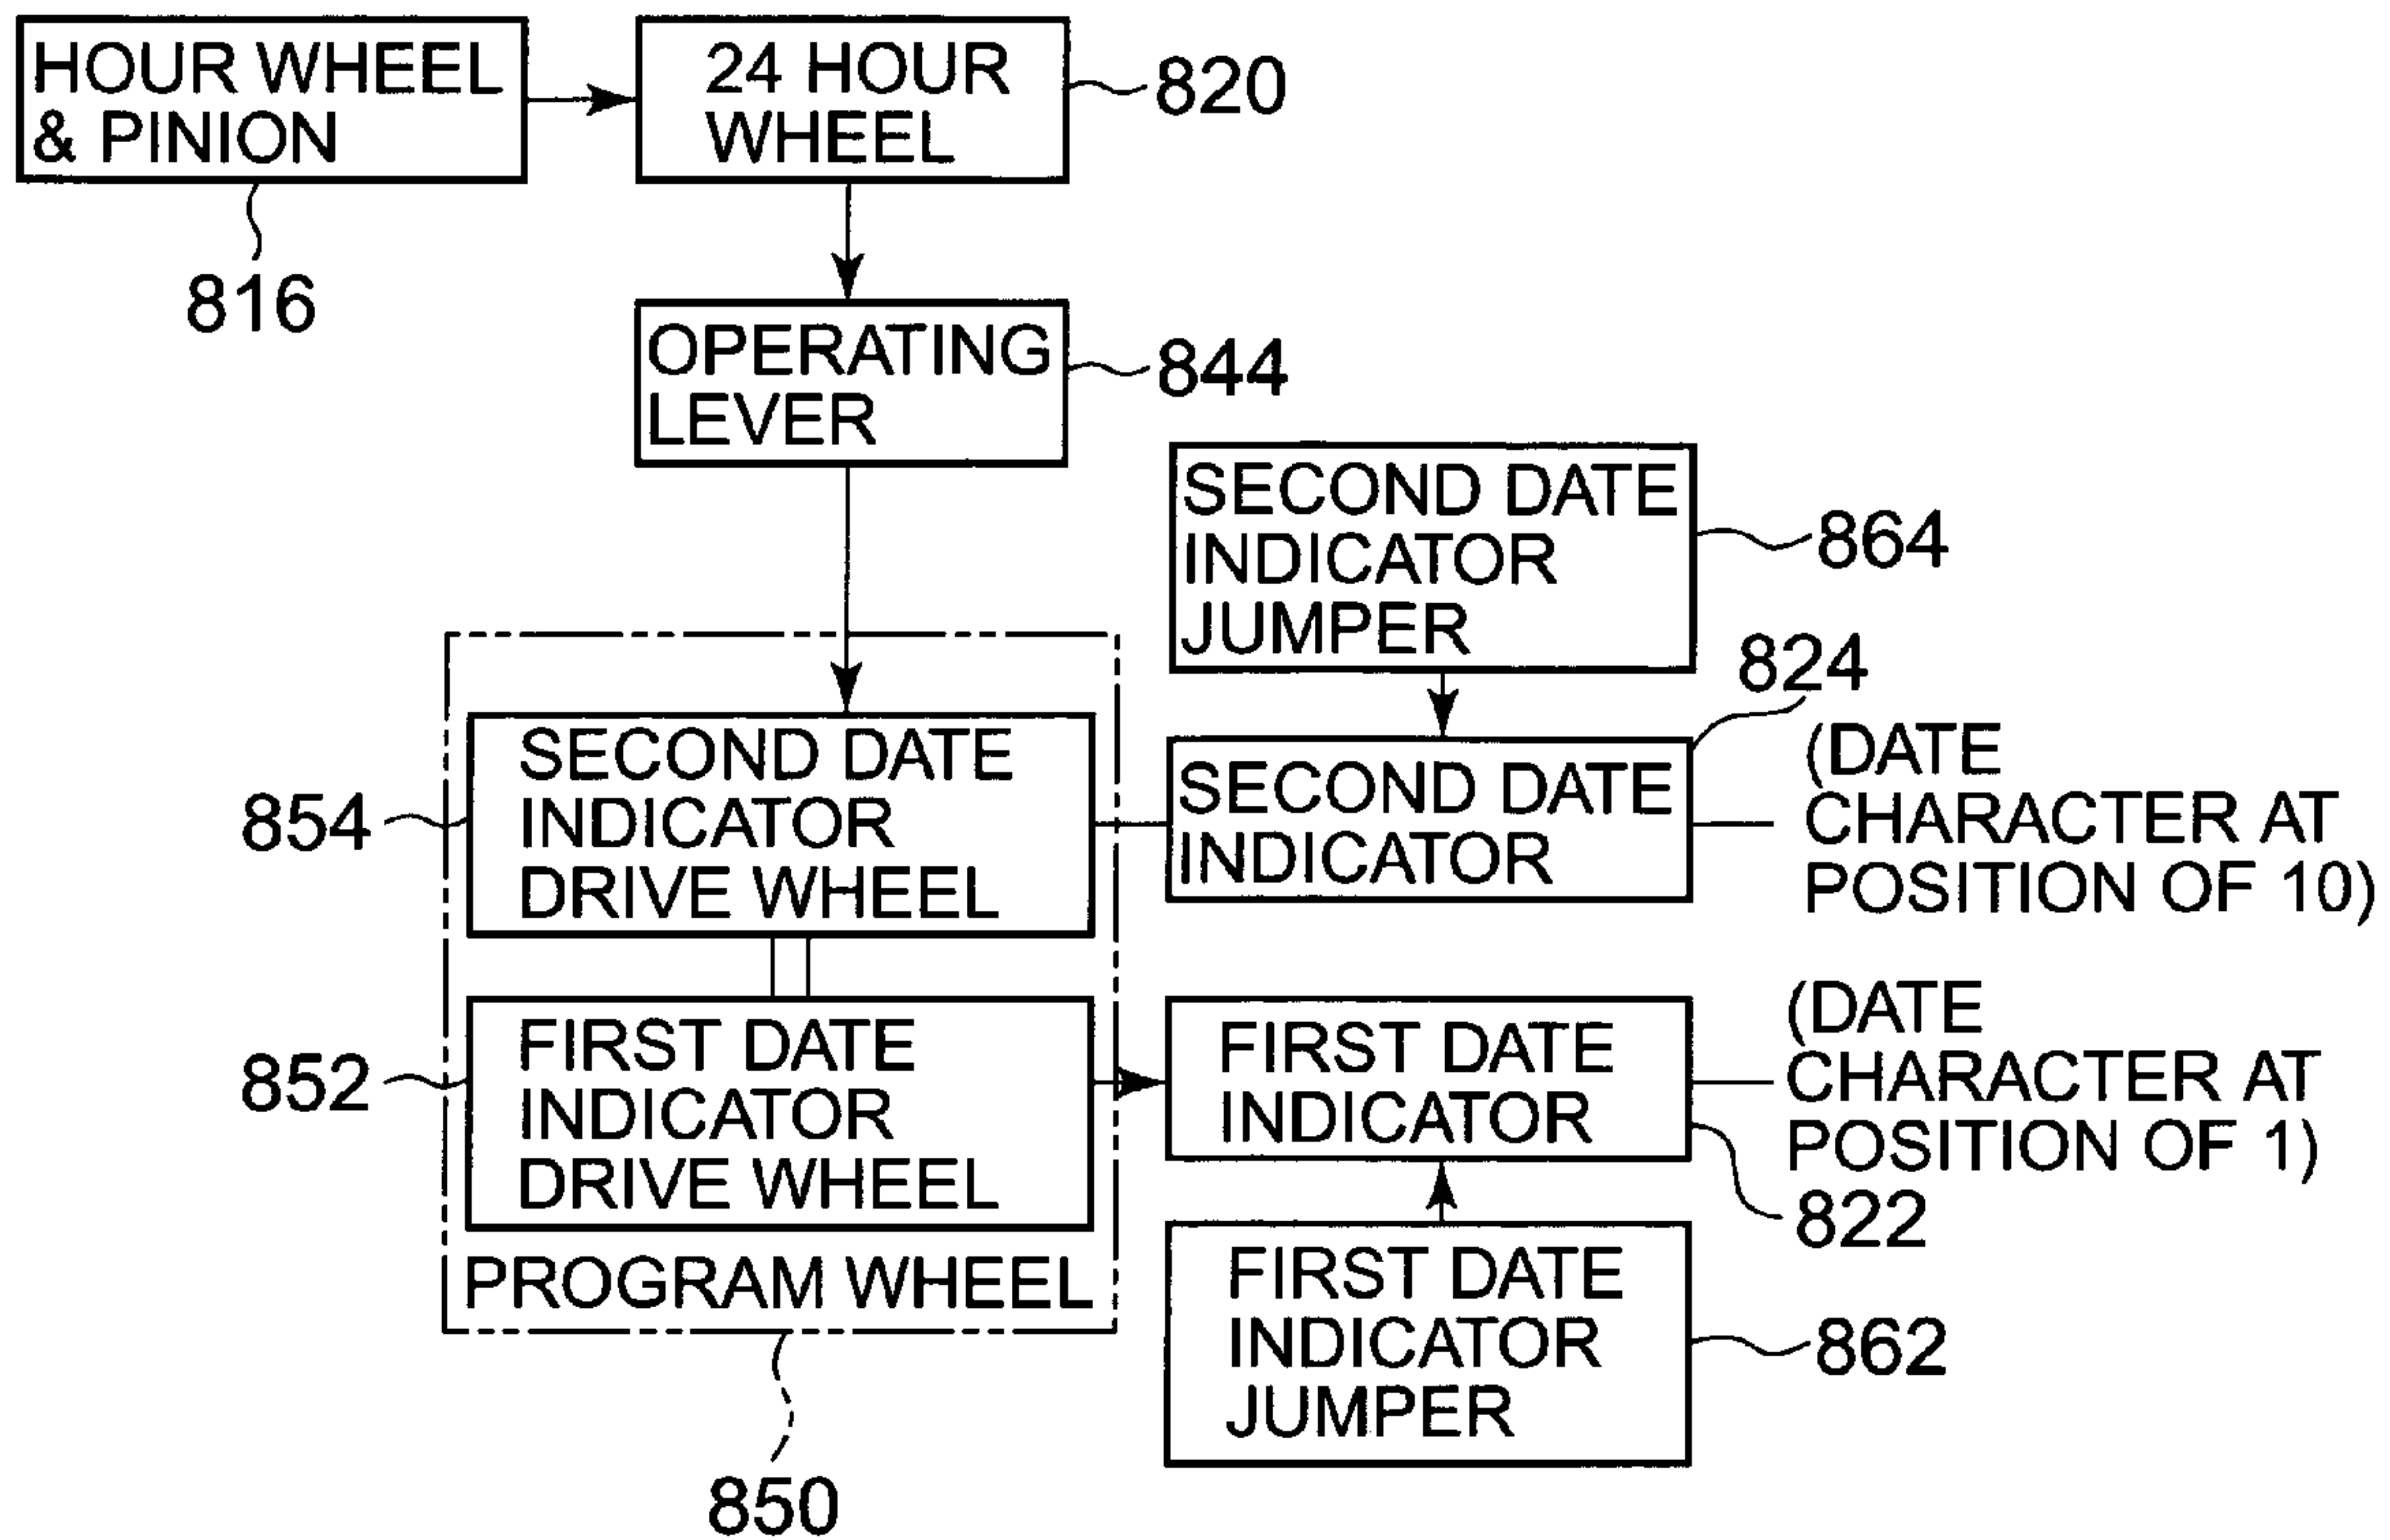 HOUR WHEEL
& PINION
24 HOUR
WHEEL
820
816
OPERATING
LEVER
844
SECOND DATE
INDICATOR
JUMPER
864
824
SECOND DATE
INDICATOR
DRIVE WHEEL
854
SECOND DATE
INDICATOR
(DATE
CHARACTER AT
POSITION OF 10)
FIRST DATE
INDICATOR
DRIVE WHEEL
852
FIRST DATE
INDICATOR
(DATE
CHARACTER AT
POSITION OF 1)
822
PROGRAM WHEEL
850
FIRST DATE
INDICATOR
JUMPER
862